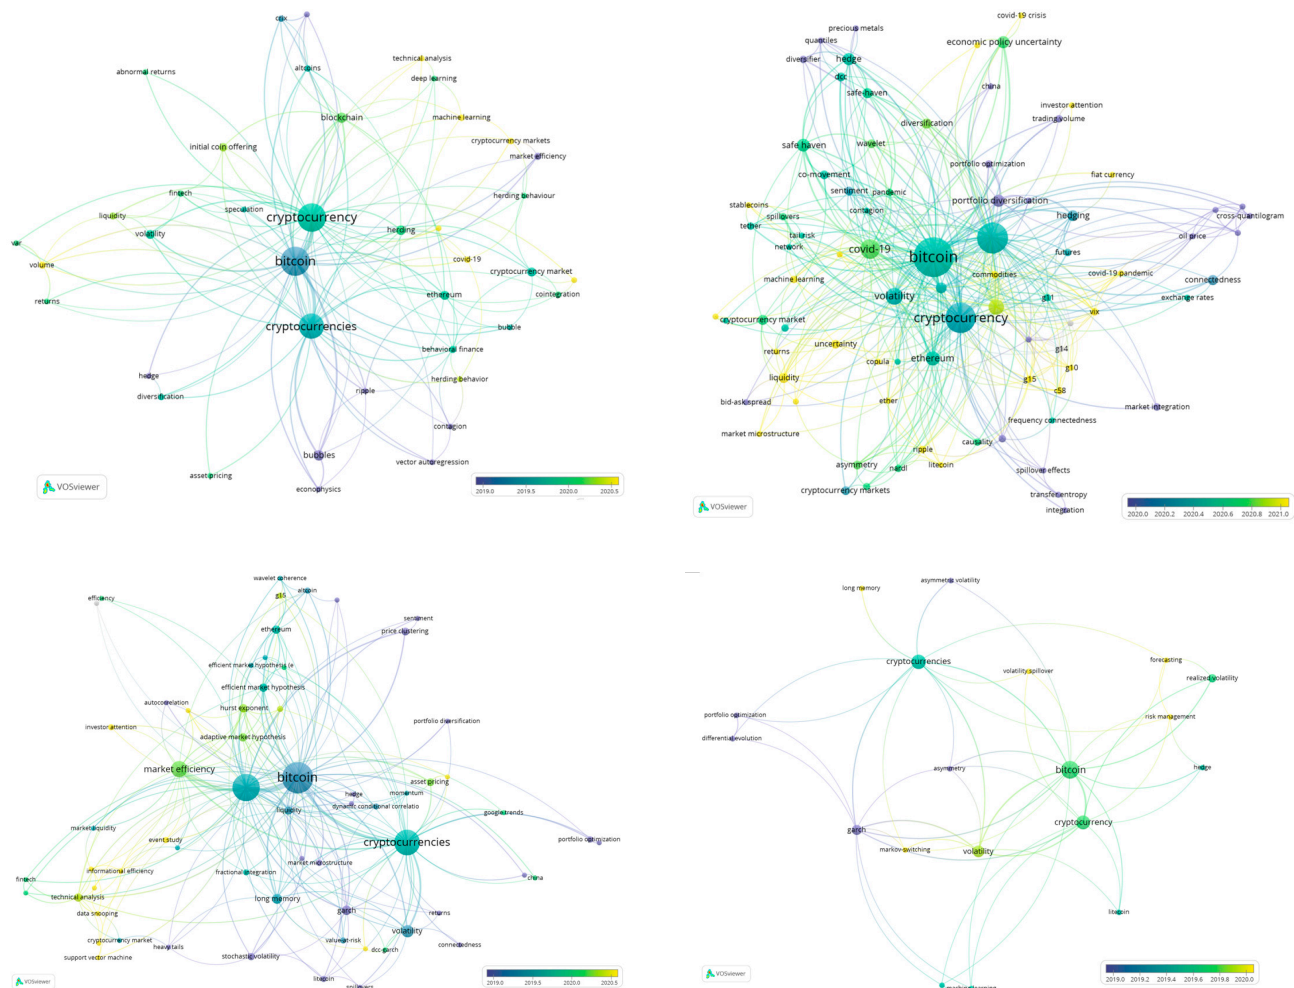 crix
technical analysis
altcoins
abnormal returns
deep learning
blockchain
machine learning
cryptocurrency markets
initial coin offering
market efficiency
fintech
herding behaviour
liquidity
speculation
cryptocurrency
volatility
herding
var
volume
bitcoin
covid-19
cryptocurrency market
returns
ethereum
cointegration
cryptocurrencies
bubble
behavioral finance
hedge
herding behavior
diversification
ripple
contagion
bubbles
vector autoregression
asset pricing
econophysics
VOSviewer
2019.0 2019.5 2020.0 2020.5
covid-19 crisis
precious metals
quantiles
economic policy uncertainty
diversifier
hedge
dcc
china
safe-haven
investor attention
trading volume
diversification
safe haven
wavelet
portfolio optimization
co-movement
fiat currency
sentiment
pandemic
stablecoins
portfolio diversification
contagion
spillovers
hedging
cross-quantilogram
tether
tail risk
oil price
network
covid-19
bitcoin
futures
machine learning
commodities
covid-19 pandemic
connectedness
volatility
g11
exchange rates
cryptocurrency market
cryptocurrency
vix
uncertainty
g14
returns
copula
ethereum
g10
liquidity
g15
c58
bid-ask spread
ether
market integration
frequency connectedness
market microstructure
causality
ripple
asymmetry
nardl
litecoin
spillover effects
cryptocurrency markets
transfer entropy
integration
VOSviewer
2020.0 2020.2 2020.4 2020.6 2020.8 2021.0
wavelet coherence
efficiency
g15
altcoin
sentiment
ethereum
price clustering
efficient market hypothesis (e
efficient market hypothesis
autocorrelation
hurst exponent
investor attention
portfolio diversification
adaptive market hypothesis
market efficiency
bitcoin
asset pricing
hedge
momentum
liquidity
dynamic conditional correlatio
google trends
market liquidity
event study
cryptocurrencies
portfolio optimization
market microstructure
informational efficiency
fractional integration
fintech
china
technical analysis
long memory
data snooping
garch
returns
volatility
cryptocurrency market
value-at-risk
heavy tails
connectedness
support vector machine
stochastic volatility
dcc-garch
litecoin
spillovers
VOSviewer
2019.0 2019.5 2020.0 2020.5
asymmetric volatility
long memory
cryptocurrencies
forecasting
volatility spillover
realized volatility
portfolio optimization
risk management
differential evolution
asymmetry
bitcoin
hedge
garch
cryptocurrency
markov-switching
volatility
litecoin
machine learning
VOSviewer
2019.0 2019.2 2019.4 2019.6 2019.8 2020.0